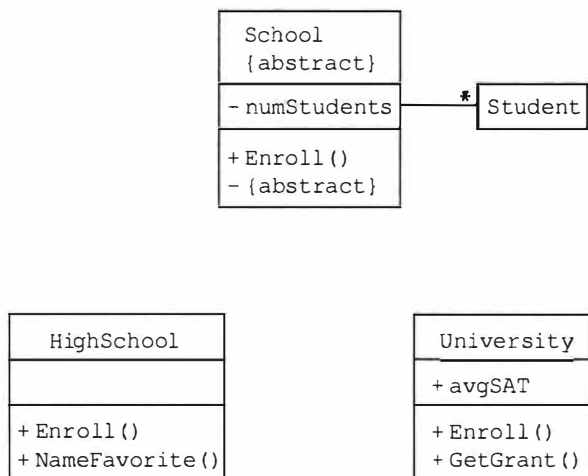 School
{abstract}
- numStudents
*
Student
+ Enroll()
- {abstract}
HighSchool
+ Enroll()
+ NameFavorite()
University
+ avgSAT
+ Enroll()
+ GetGrant()